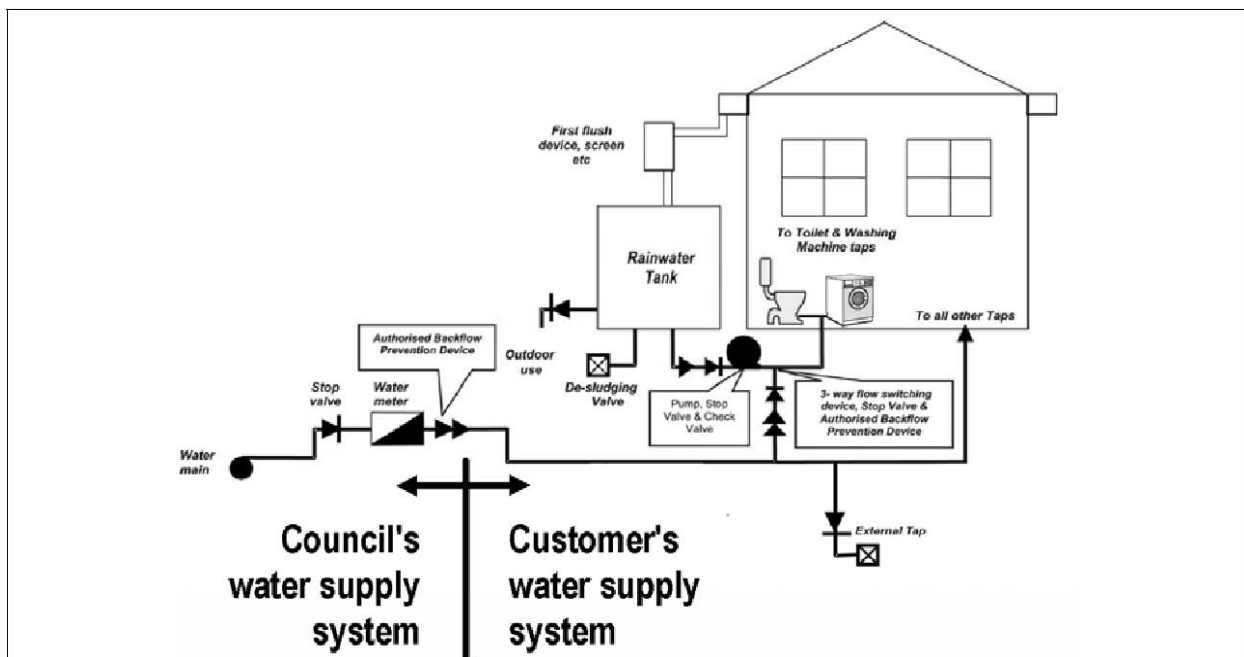 First flush
device, screen
etc
To Toilet & Washing
Machine taps
Rainwater
Tank
To all other Taps
Authorised Backflow
Prevention Device
Outdoor
use
De-sludging
Valve
Stop
valve
Water
meter
Pump, Stop
Valve & Check
Valve
3- way flow switching
device, Stop Valve &
Authorised Backflow
Prevention Device
Water
main
External Tap
Council's
water supply
system
Customer's
water supply
system